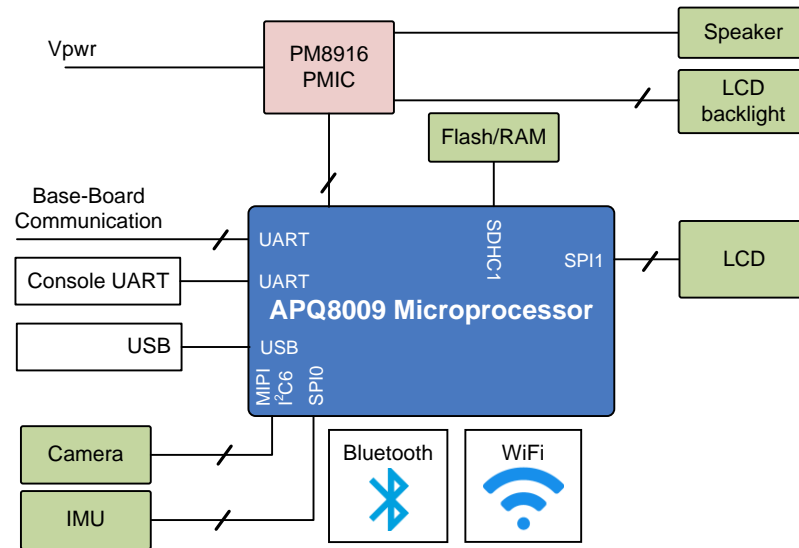 Vpwr
PM8916
PMIC
Speaker
LCD
backlight
Flash/RAM
Base-Board
Communication
UART
SDHC1
SPI1
LCD
Console UART
UART
APQ8009 Microprocessor
USB
USB
MIPI
I²C6
SPI0
Camera
IMU
Bluetooth
WiFi